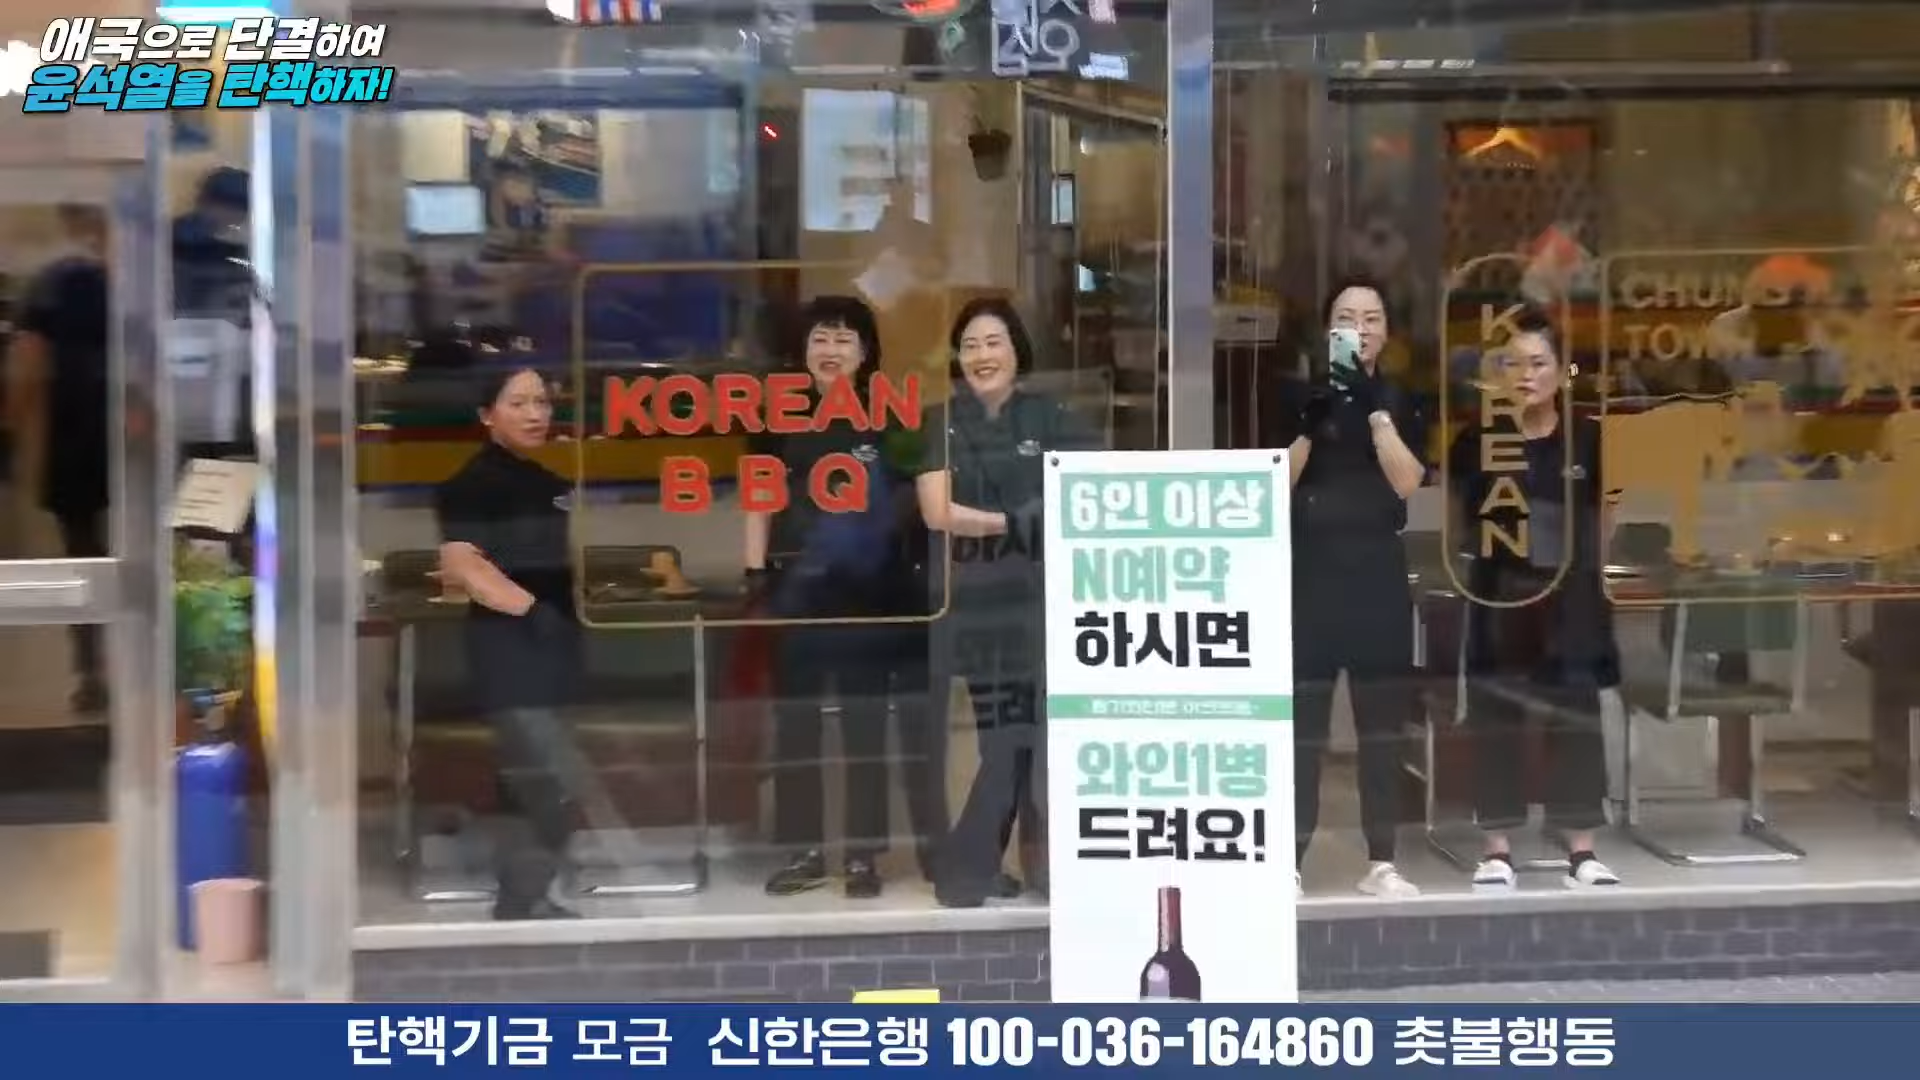 애국으로 단결하여
윤석열을 탄핵하자!
KOREAN
BBQ
6인 이상
N예약
하시면
와인1병
드려요!
KOREAN
CHUNG
TOWN
탄핵기금 모금 신한은행 100-036-164860 촛불행동